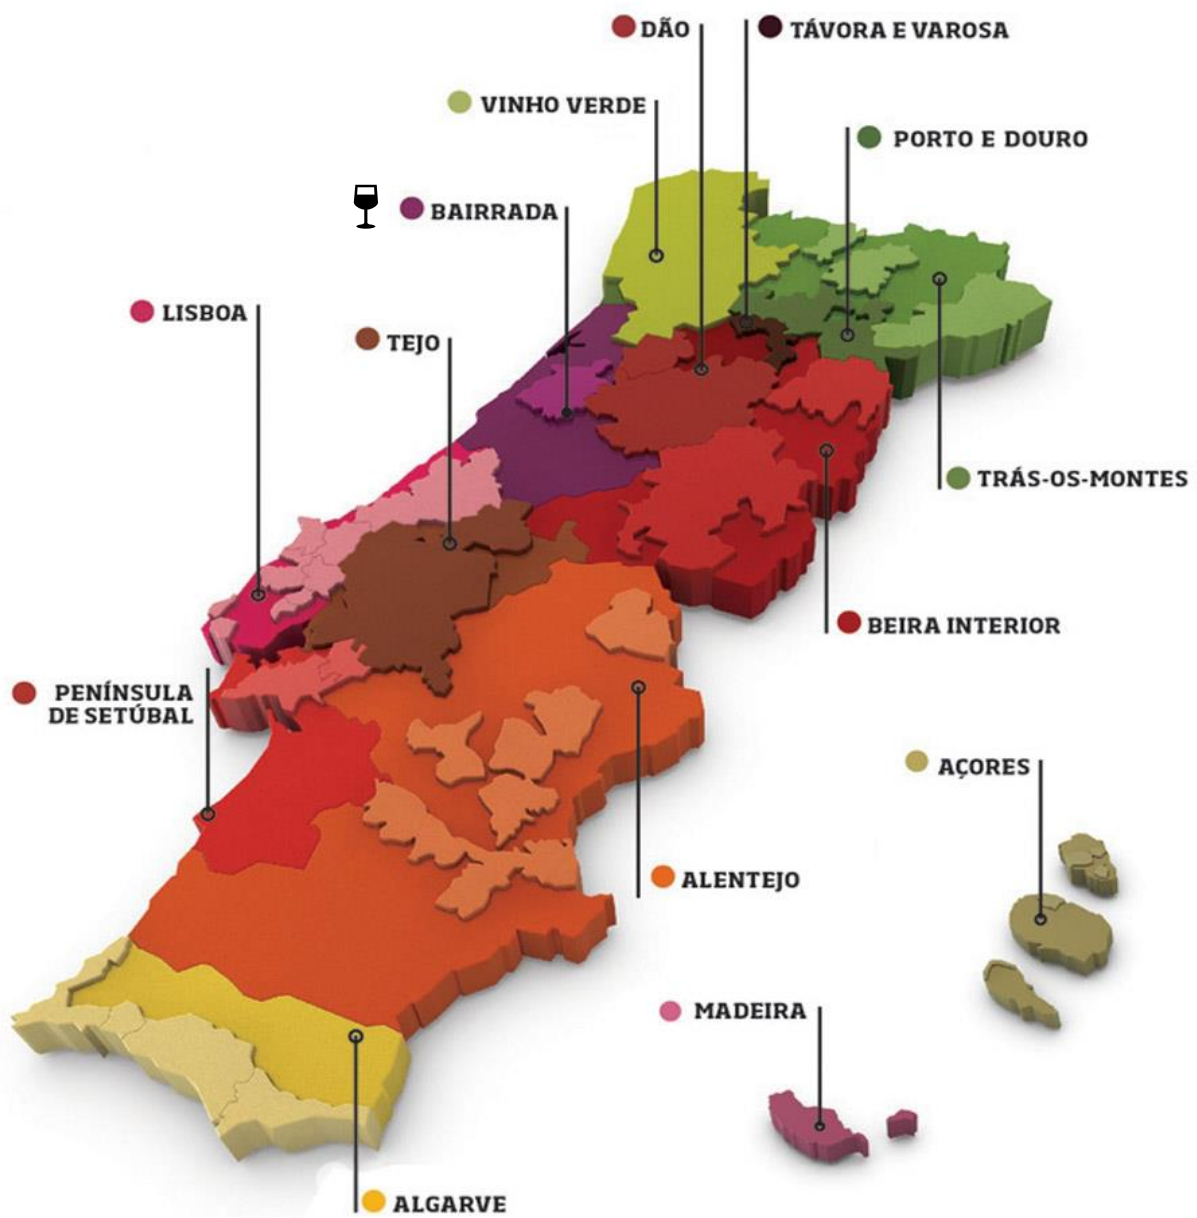 DÃO
TÁVORA E VAROSA
VINHO VERDE
PORTO E DOURO
BAIRRADA
LISBOA
TEJO
TRÁS-OS-MONTES
BEIRA INTERIOR
PENÍNSULA
DE SETÚBAL
AÇORES
ALENTEJO
MADEIRA
ALGARVE